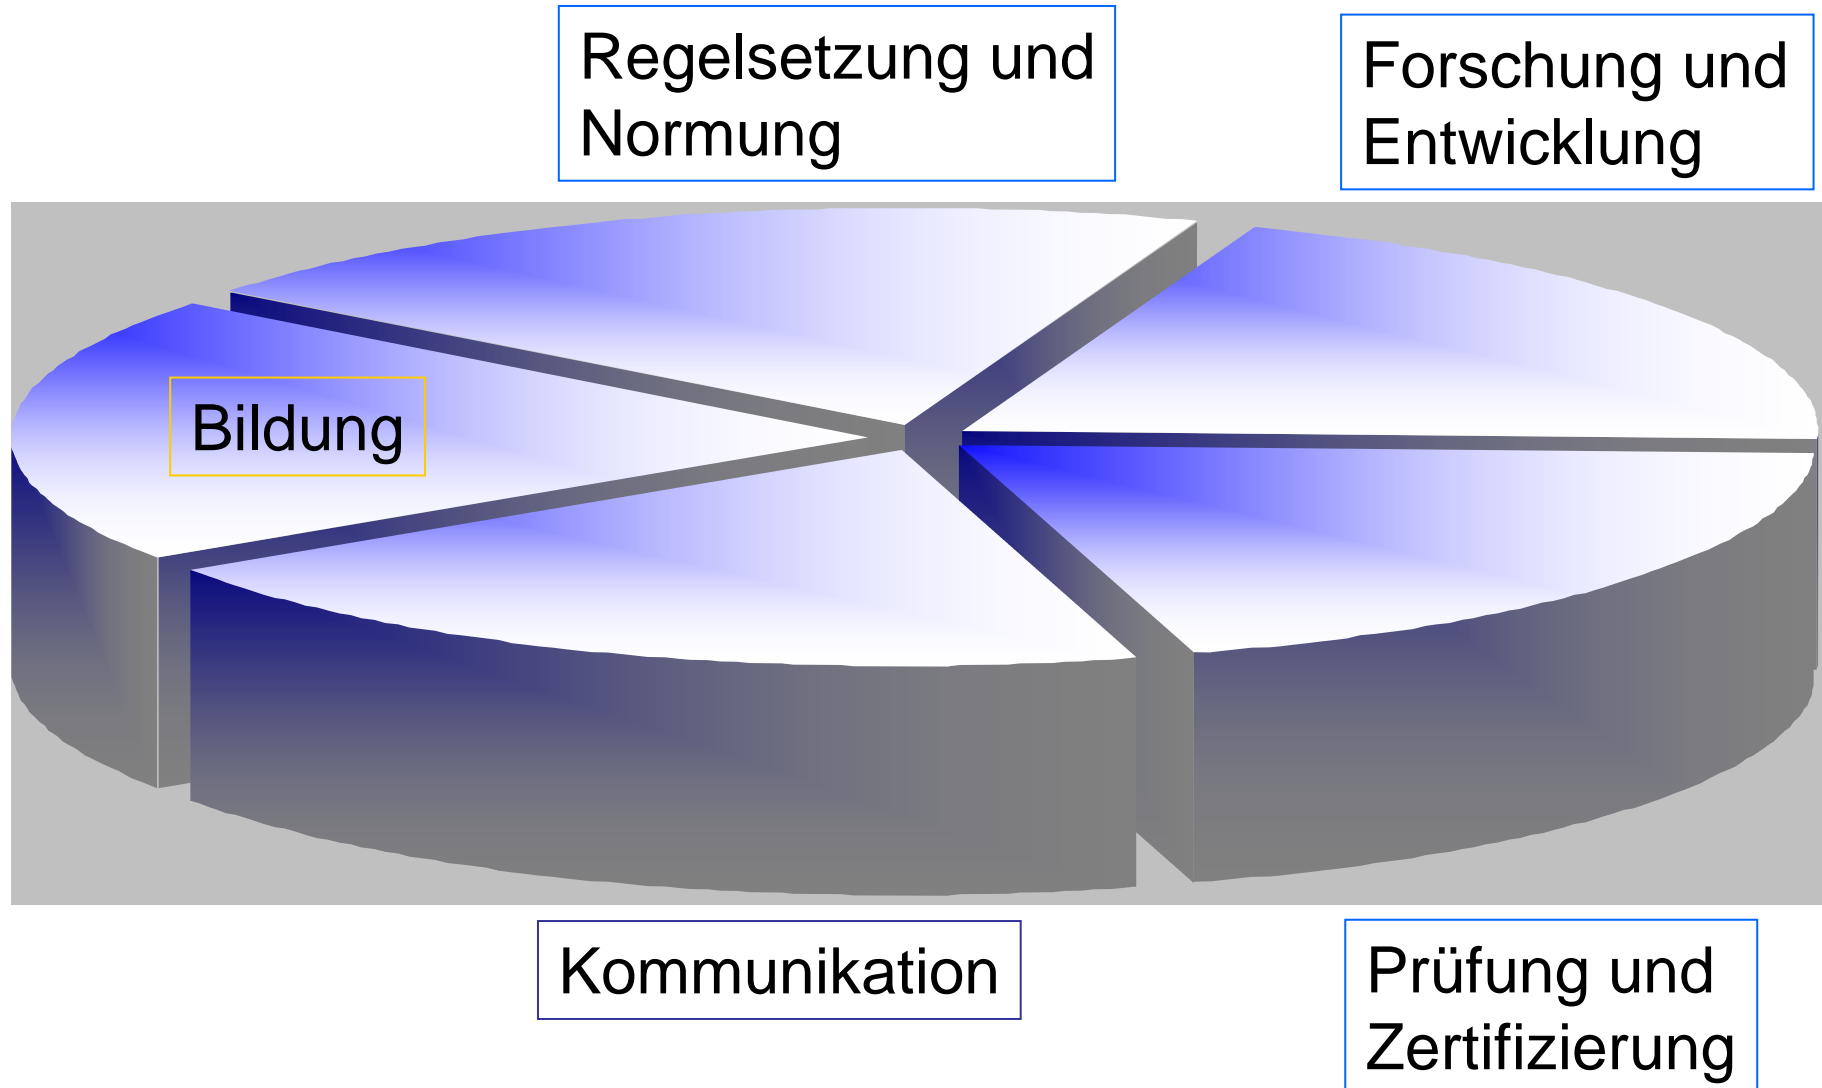 Regelsetzung und
Normung
Forschung und
Entwicklung
Bildung
Kommunikation
Prüfung und
Zertifizierung